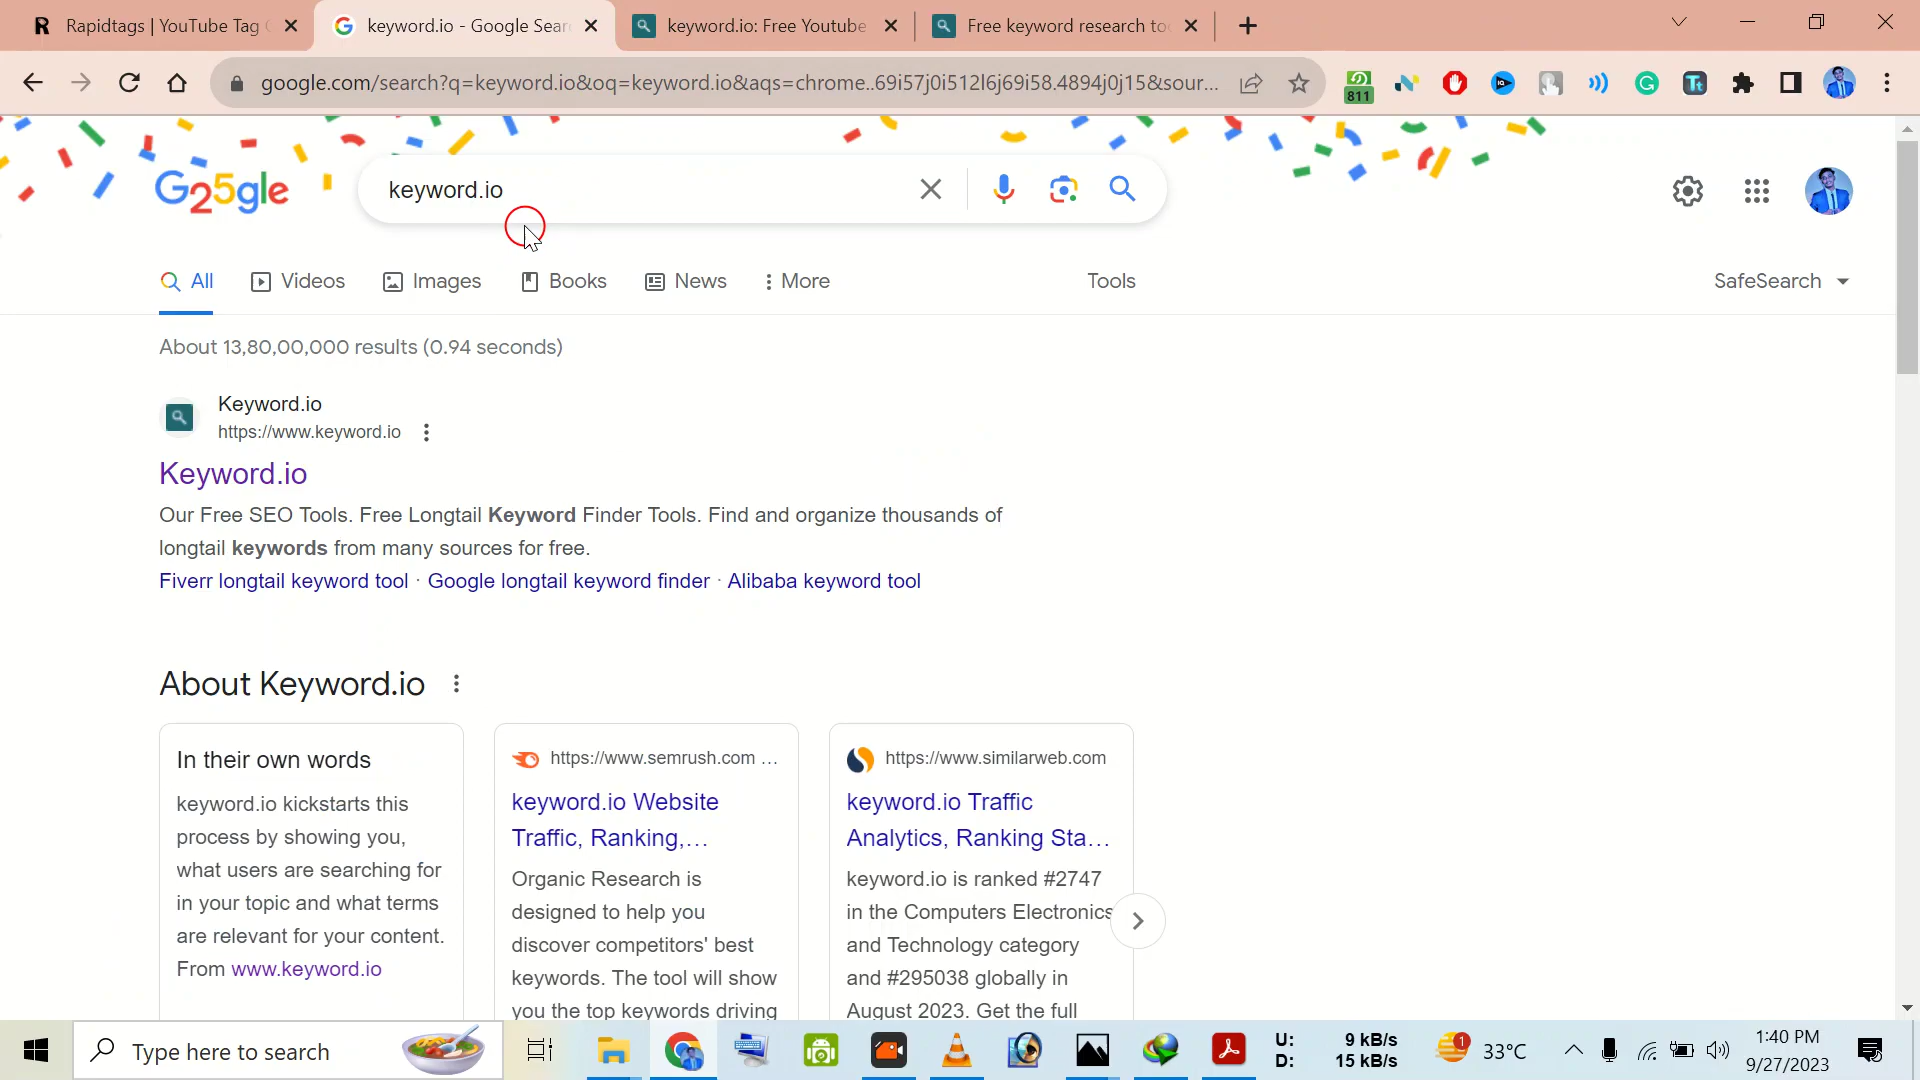 Rapidtags | YouTube Tag
keyword.io - Google Sear
keyword.io: Free Youtube
Free keyword research to
google.com/search?q=keyword.io&oq=keyword.io&aqs=chrome..69i57j0i512l6j69i58.4894j0j15&sour...
811
G25gle
keyword.io
All
Videos
Images
Books
News
More
Tools
SafeSearch
About 13,80,00,000 results (0.94 seconds)
Keyword.io
https://www.keyword.io
Keyword.io
Our Free SEO Tools. Free Longtail Keyword Finder Tools. Find and organize thousands of
longtail keywords from many sources for free.
Fiverr longtail keyword tool · Google longtail keyword finder · Alibaba keyword tool
About Keyword.io
In their own words
keyword.io kickstarts this
process by showing you,
what users are searching for
in your topic and what terms
are relevant for your content.
From www.keyword.io
https://www.semrush.com ...
keyword.io Website
Traffic, Ranking,...
Organic Research is
designed to help you
discover competitors' best
keywords. The tool will show
you the top keywords driving
https://www.similarweb.com
keyword.io Traffic
Analytics, Ranking Sta...
keyword.io is ranked #2747
in the Computers Electronics
and Technology category
and #295038 globally in
August 2023. Get the full
Type here to search
U: 9 kB/s
D: 15 kB/s
1
33°C
1:40 PM
9/27/2023